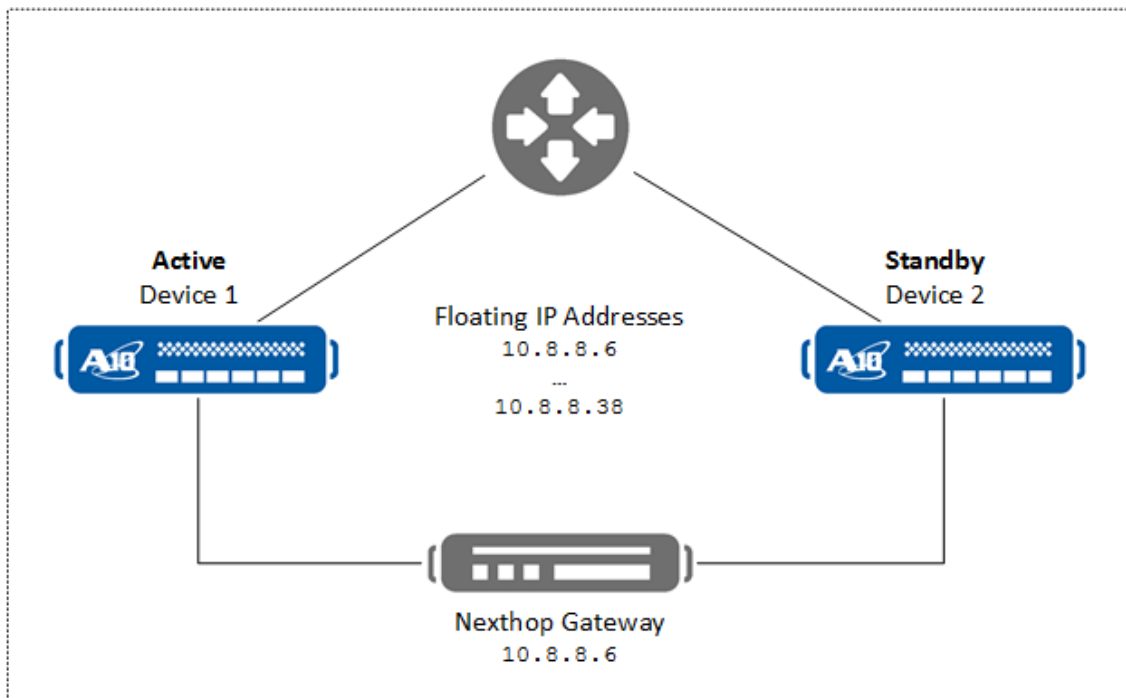 Active
Device 1
Standby
Device 2
Floating IP Addresses
10.8.8.6
...
10.8.8.38
A10
A10
Nexthop Gateway
10.8.8.6